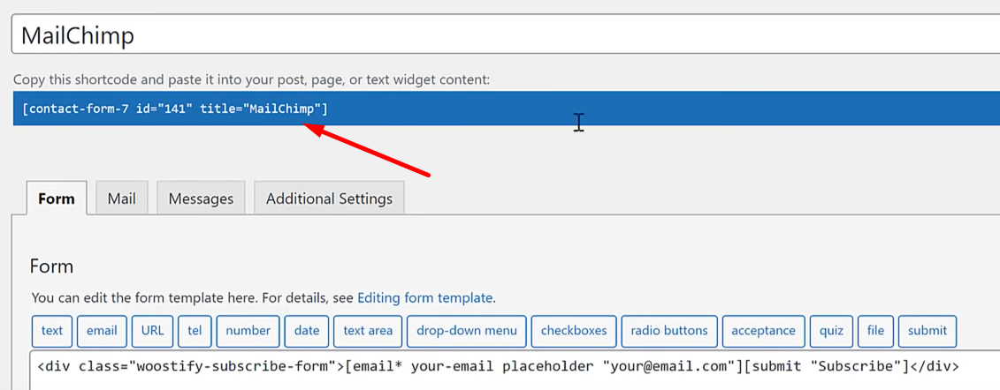 MailChimp
Copy this shortcode and paste it into your post, page, or text widget content:
[contact-form-7 id="141" title="MailChimp"]
Form Mail Messages Additional Settings
Form
You can edit the form template here. For details, see Editing form template.
text email URL tel number date text area drop-down menu checkboxes radio buttons acceptance quiz file submit
<div class="woostify-subscribe-form">[email* your-email placeholder "your@email.com"][submit "Subscribe"]</div>